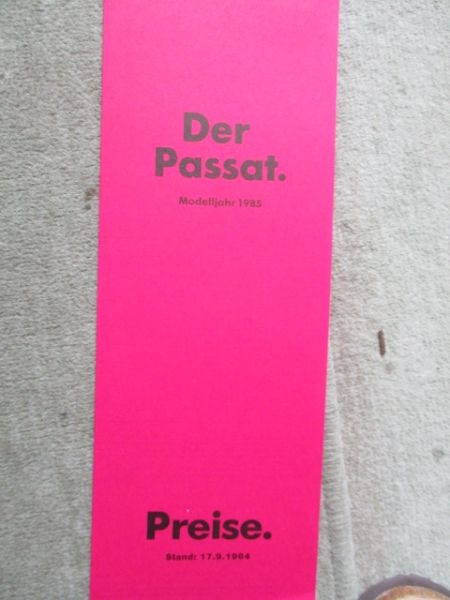 Der
Passat.
Modelljahr 1985
Preise.
Stand: 17.9.1984